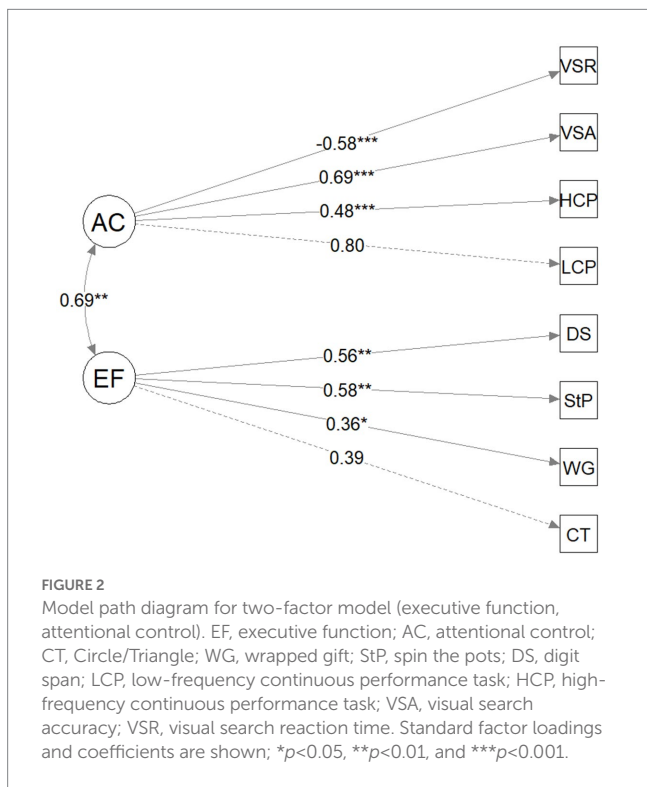 VSR
-0.58***
VSA
0.69***
HCP
0.48***
AC
0.80
LCP
0.69**
DS
0.56**
EF
0.58**
StP
0.36*
WG
0.39
CT
FIGURE 2
Model path diagram for two-factor model (executive function,
attentional control). EF, executive function; AC, attentional control;
CT, Circle/Triangle; WG, wrapped gift; StP, spin the pots; DS, digit
span; LCP, low-frequency continuous performance task; HCP, high-
frequency continuous performance task; VSA, visual search
accuracy; VSR, visual search reaction time. Standard factor loadings
and coefficients are shown; *p<0.05, **p<0.01, and ***p<0.001.